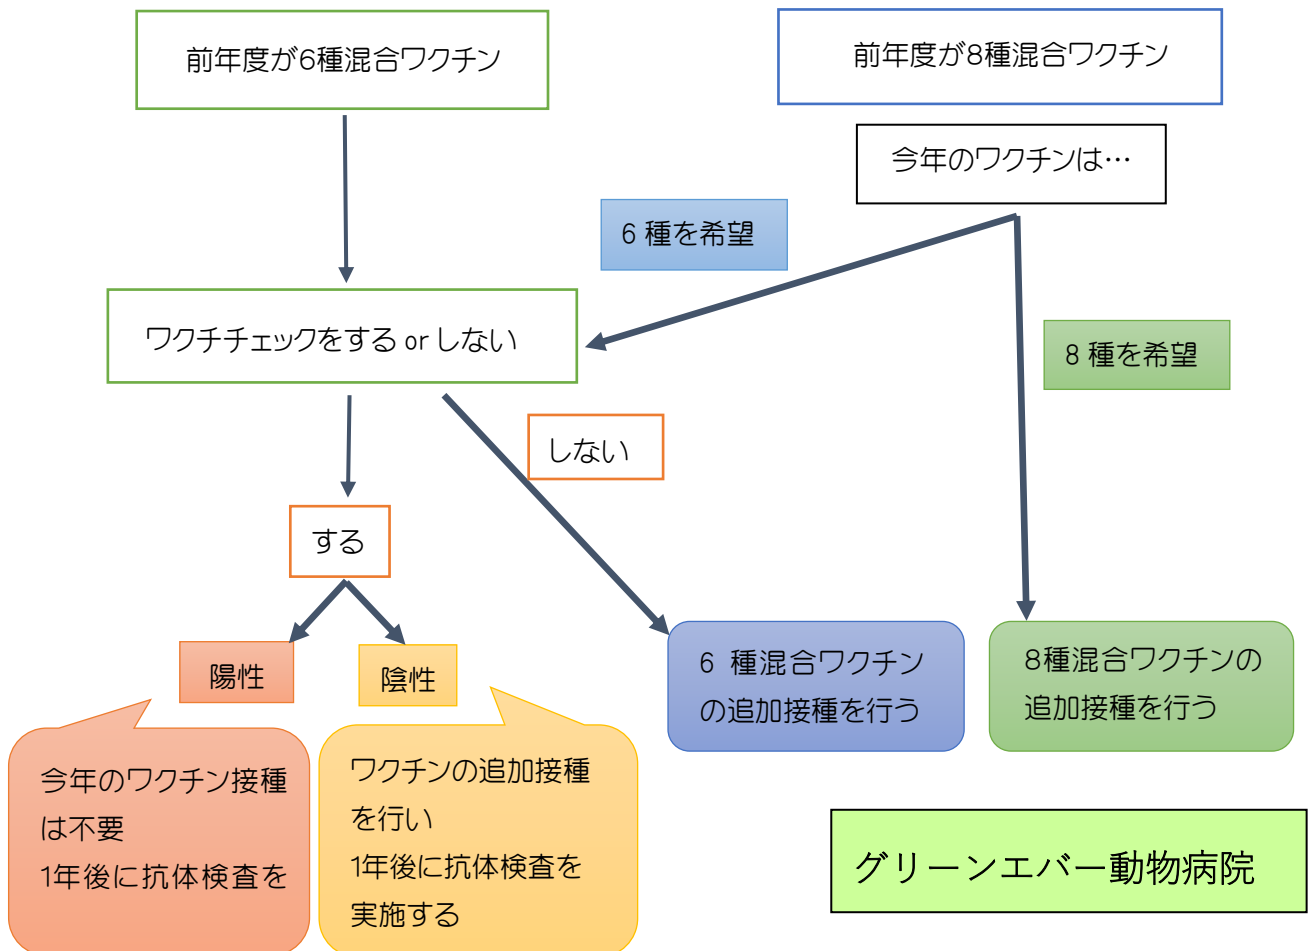 前年度が6種混合ワクチン
前年度が8種混合ワクチン
今年のワクチンは…
6 種を希望
ワクチチェックをする or しない
8 種を希望
しない
する
陽性
陰性
6 種混合ワクチン
の追加接種を行う
8種混合ワクチンの
追加接種を行う
今年のワクチン接種
は不要
1年後に抗体検査を
ワクチンの追加接種
を行い
1年後に抗体検査を
実施する
グリーンエバー動物病院